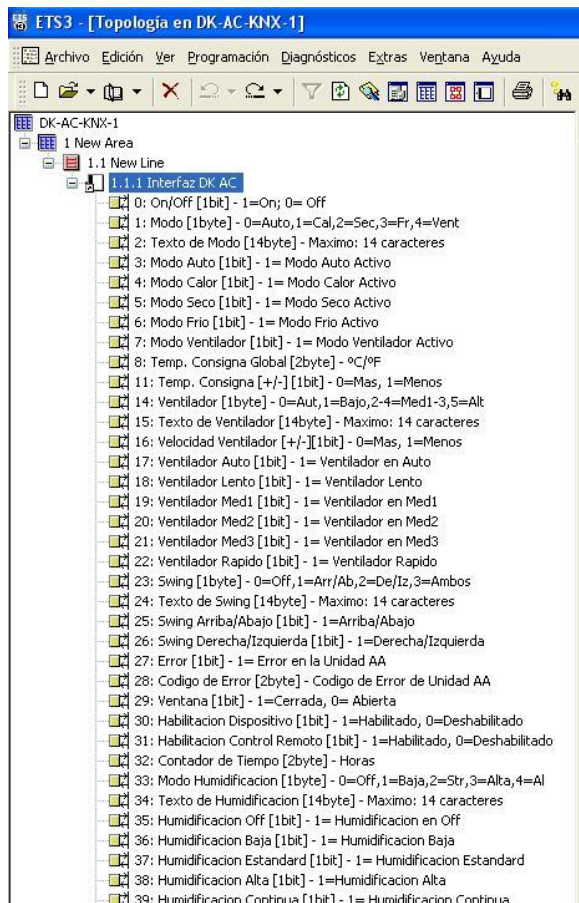 ETS3 - [Topología en DK-AC-KNX-1]
Archivo Edición Ver Programación Diagnósticos Extras Ventana Ayuda
DK-AC-KNX-1
1 New Area
1.1 New Line
1.1.1 Interfaz DK AC
0: On/Off [1bit] - 1=On; 0= Off
1: Modo [1byte] - 0=Auto,1=Cal,2=Sec,3=Fr,4=Vent
2: Texto de Modo [14byte] - Maximo: 14 caracteres
3: Modo Auto [1bit] - 1= Modo Auto Activo
4: Modo Calor [1bit] - 1= Modo Calor Activo
5: Modo Seco [1bit] - 1= Modo Seco Activo
6: Modo Frio [1bit] - 1= Modo Frio Activo
7: Modo Ventilador [1bit] - 1= Modo Ventilador Activo
8: Temp. Consigna Global [2byte] - ºC/ºF
11: Temp. Consigna [+/-] [1bit] - 0=Mas, 1=Menos
14: Ventilador [1byte] - 0=Aut,1=Bajo,2-4=Med1-3,5=Alt
15: Texto de Ventilador [14byte] - Maximo: 14 caracteres
16: Velocidad Ventilador [+/-][1bit] - 0=Mas, 1=Menos
17: Ventilador Auto [1bit] - 1= Ventilador en Auto
18: Ventilador Lento [1bit] - 1= Ventilador Lento
19: Ventilador Med1 [1bit] - 1= Ventilador en Med1
20: Ventilador Med2 [1bit] - 1= Ventilador en Med2
21: Ventilador Med3 [1bit] - 1= Ventilador en Med3
22: Ventilador Rapido [1bit] - 1= Ventilador Rapido
23: Swing [1byte] - 0=Off,1=Arr/Ab,2=De/Iz,3=Ambos
24: Texto de Swing [14byte] - Maximo: 14 caracteres
25: Swing Arriba/Abajo [1bit] - 1=Arriba/Abajo
26: Swing Derecha/Izquierda [1bit] - 1=Derecha/Izquierda
27: Error [1bit] - 1= Error en la Unidad AA
28: Codigo de Error [2byte] - Codigo de Error de Unidad AA
29: Ventana [1bit] - 1=Cerrada, 0= Abierta
30: Habilitacion Dispositivo [1bit] - 1=Habilitado, 0=Deshabilitado
31: Habilitacion Control Remoto [1bit] - 1=Habilitado, 0=Deshabilitado
32: Contador de Tiempo [2byte] - Horas
33: Modo Humidificacion [1byte] - 0=Off,1=Baja,2=Str,3=Alta,4=Al
34: Texto de Humidificacion [14byte] - Maximo: 14 caracteres
35: Humidificacion Off [1bit] - 1= Humidificacion en Off
36: Humidificacion Baja [1bit] - 1= Humidificacion Baja
37: Humidificacion Estandard [1bit] - 1= Humidificacion Estandard
38: Humidificacion Alta [1bit] - 1=Humidificacion Alta
39: Humidificacion Continua [1bit] - 1= Humidificacion Continua